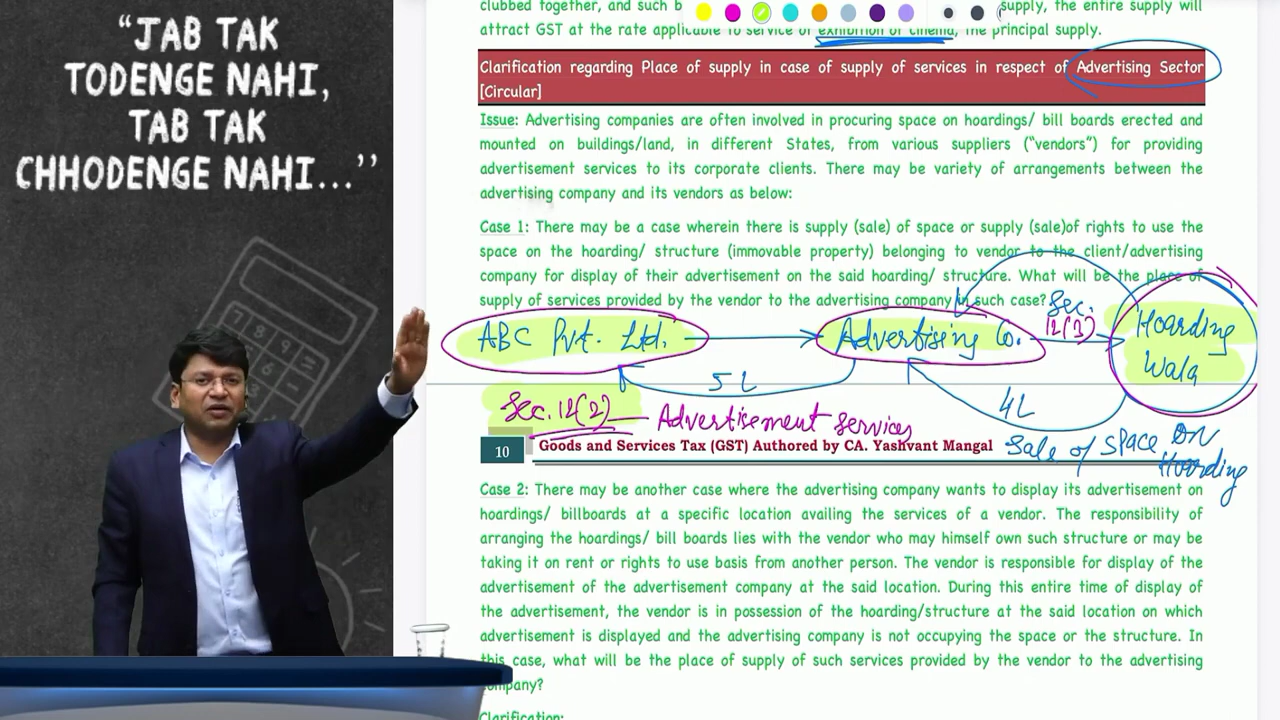 “JAB TAK
TODENGE NAHI,
TAB TAK
CHHODENGE NAHI...’’
clubbed together, and such b supply, the entire supply will
attract GST at the rate applicable to service of exhibition of cinema, the principal supply.
Clarification regarding Place of supply in case of supply of services in respect of Advertising Sector
[Circular]
Issue: Advertising companies are often involved in procuring space on hoardings/ bill boards erected and
mounted on buildings/land, in different States, from various suppliers (“vendors”) for providing
advertisement services to its corporate clients. There may be variety of arrangements between the
advertising company and its vendors as below:
Case 1: There may be a case wherein there is supply (sale) of space or supply (sale)of rights to use the
space on the hoarding/ structure (immovable property) belonging to vendor to the client/advertising
company for display of their advertisement on the said hoarding/ structure. What will be the place of
supply of services provided by the vendor to the advertising company in such case?
ABC Pvt. Ltd. Advertising Co. Sec. 12(3) Hoarding Wala
5L 4L
Sec. 12(2) Advertisement Services
Sale of space on Hoarding
10 Goods and Services Tax (GST) Authored by CA. Yashvant Mangal
Case 2: There may be another case where the advertising company wants to display its advertisement on
hoardings/ billboards at a specific location availing the services of a vendor. The responsibility of
arranging the hoardings/ bill boards lies with the vendor who may himself own such structure or may be
taking it on rent or rights to use basis from another person. The vendor is responsible for display of the
advertisement of the advertisement company at the said location. During this entire time of display of
the advertisement, the vendor is in possession of the hoarding/structure at the said location on which
advertisement is displayed and the advertising company is not occupying the space or the structure. In
this case, what will be the place of supply of such services provided by the vendor to the advertising
company?
Clarification: